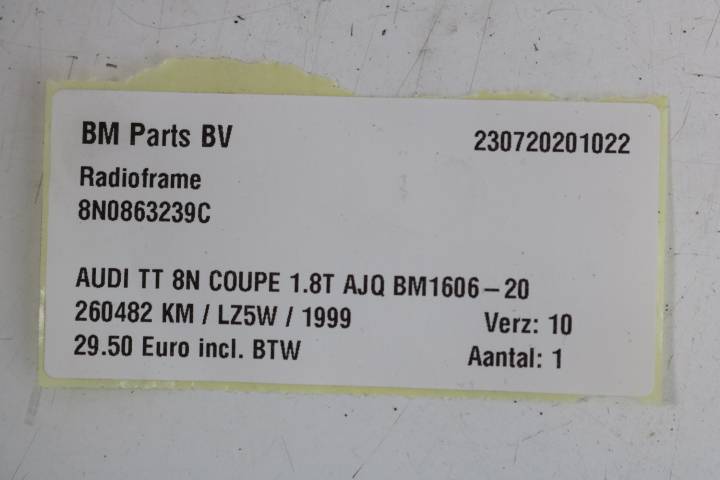 BM Parts BV 230720201022
Radioframe
8N0863239C
AUDI TT 8N COUPE 1.8T AJQ BM1606-20
260482 KM / LZ5W / 1999 Verz: 10
29.50 Euro incl. BTW Aantal: 1